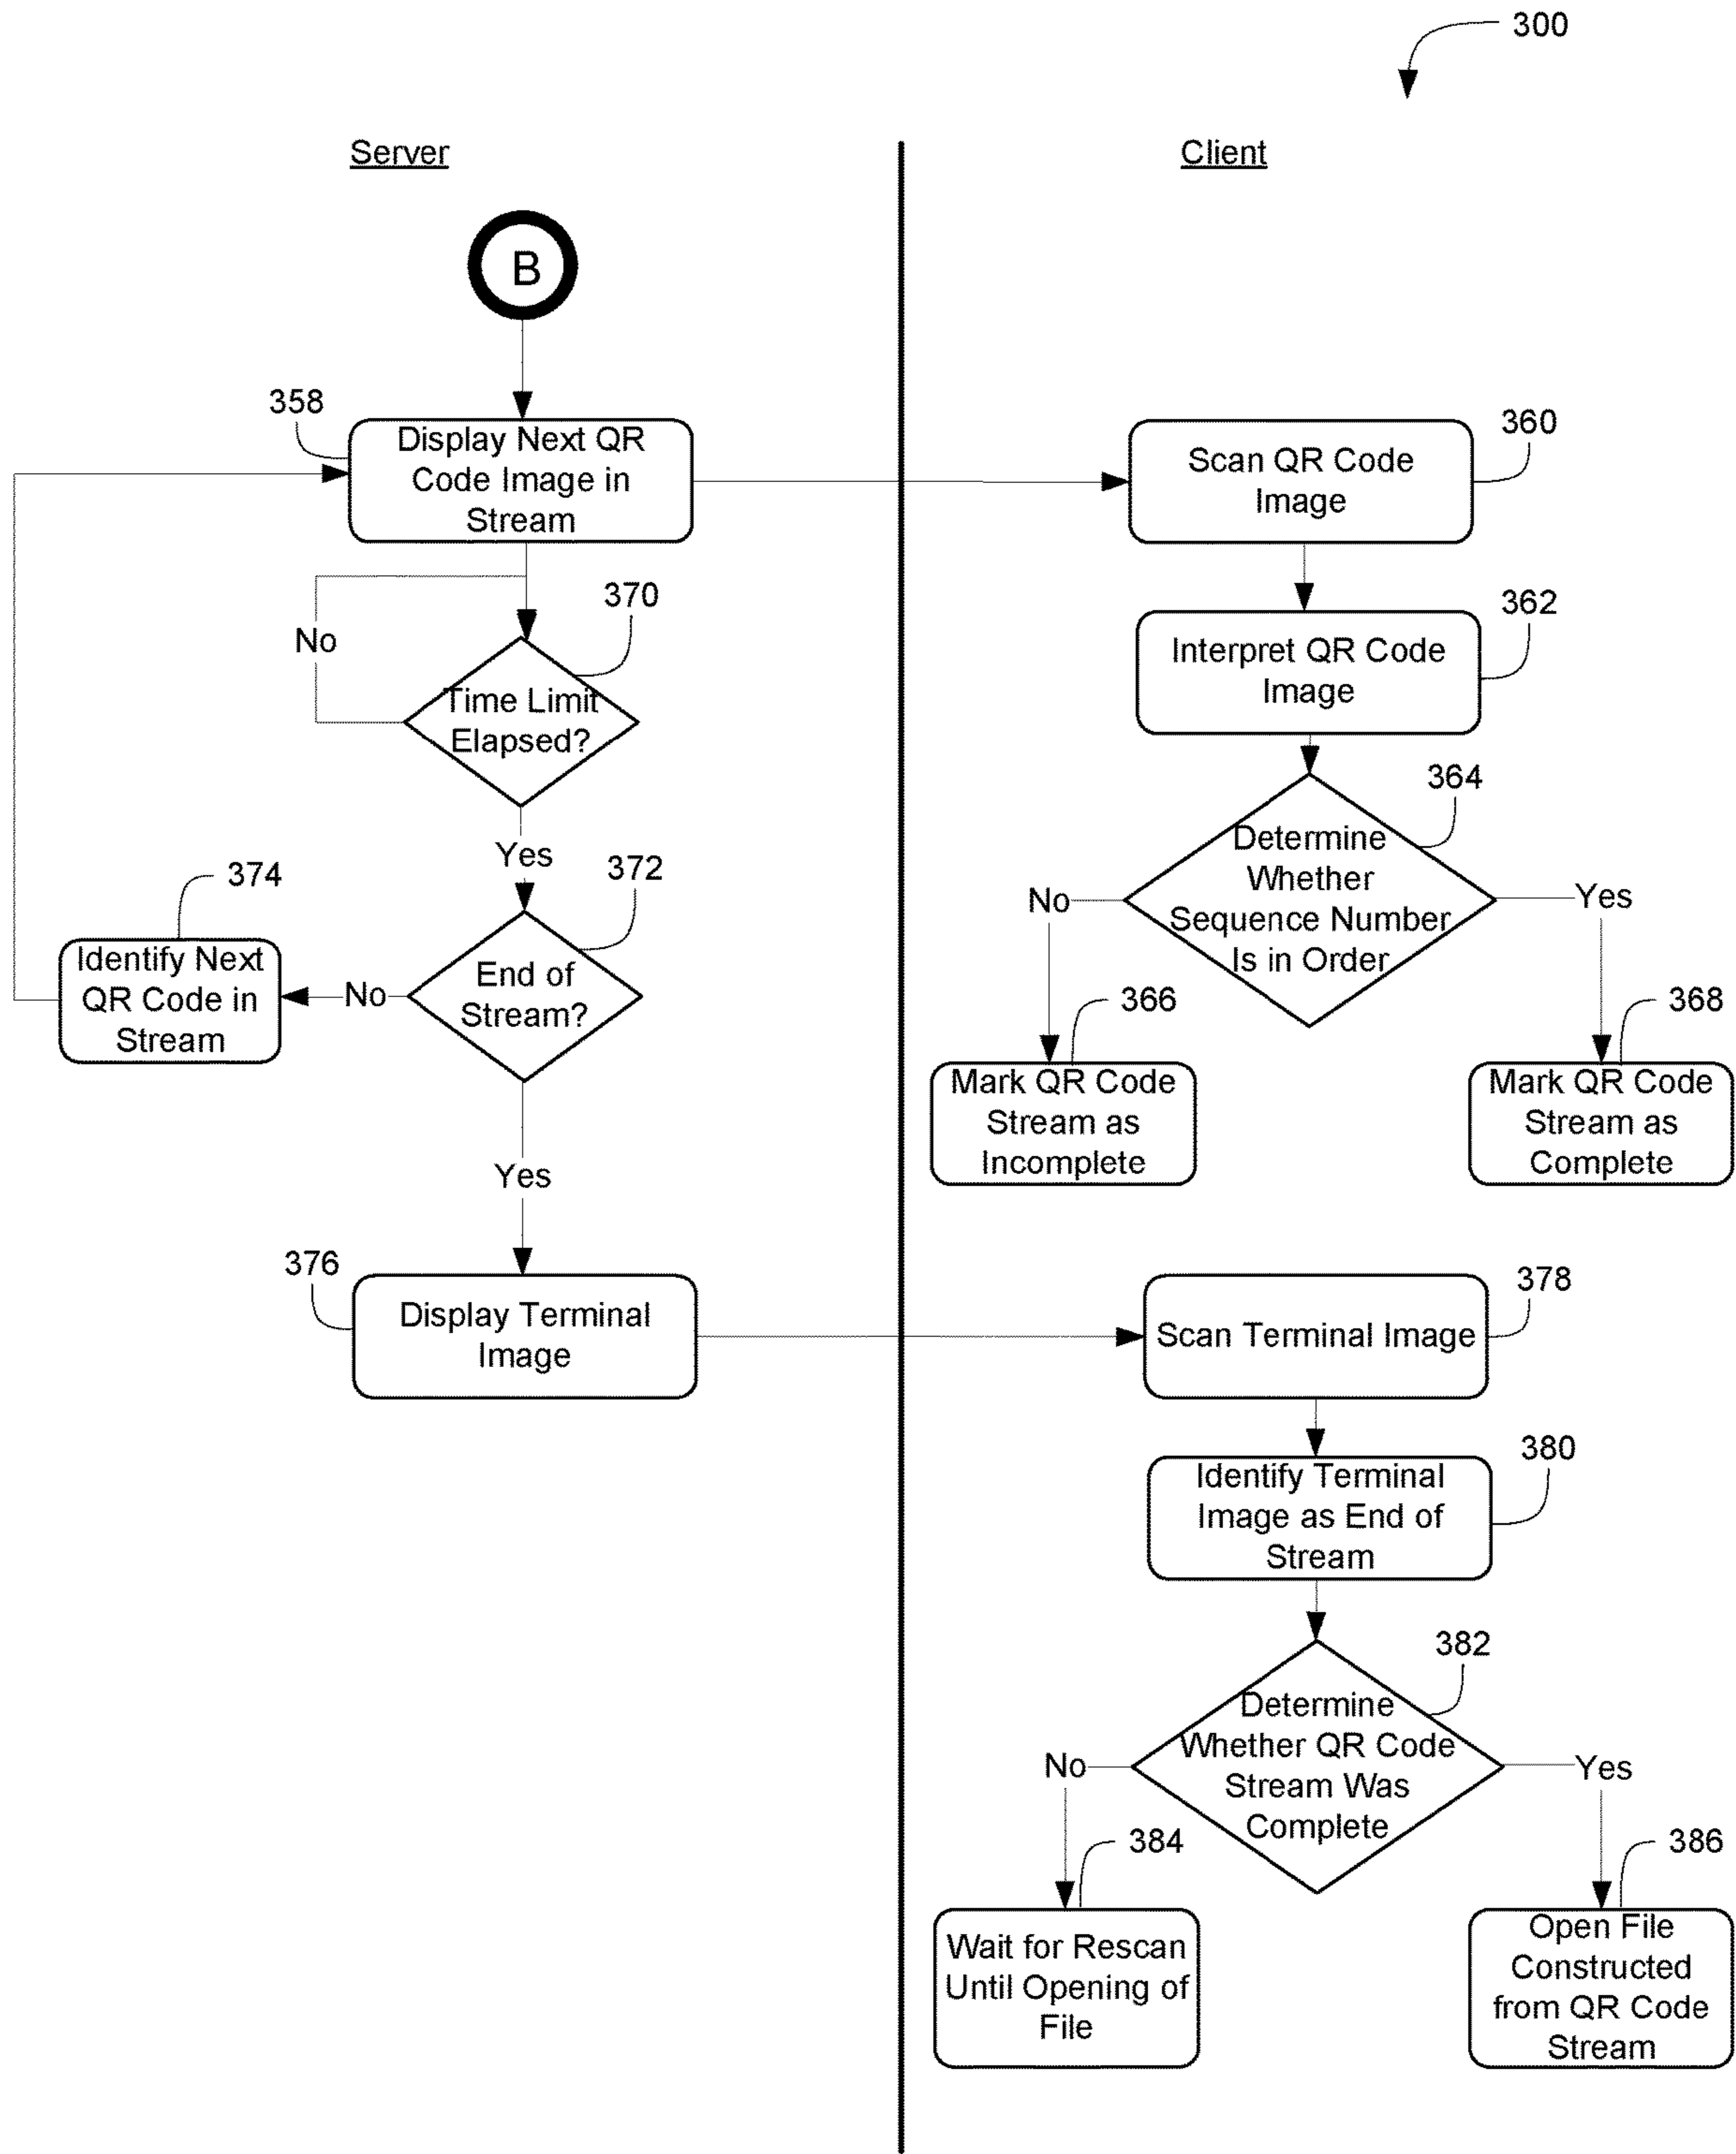 300
Server
Client
B
358
Display Next QR
Code Image in
Stream
360
Scan QR Code
Image
370
No
Time Limit
Elapsed?
362
Interpret QR Code
Image
Yes
364
Determine
Whether
Sequence Number
Is in Order
No
Yes
372
374
Identify Next
QR Code in
Stream
No
End of
Stream?
366
Mark QR Code
Stream as
Incomplete
368
Mark QR Code
Stream as
Complete
Yes
376
Display Terminal
Image
378
Scan Terminal Image
380
Identify Terminal
Image as End of
Stream
382
Determine
Whether QR Code
Stream Was
Complete
No
Yes
384
Wait for Rescan
Until Opening of
File
386
Open File
Constructed
from QR Code
Stream